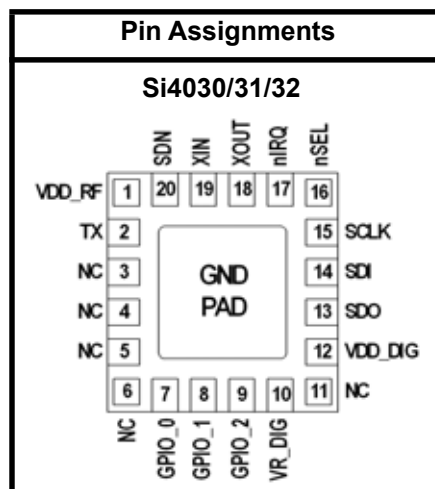 Pin Assignments
Si4030/31/32
SDN
XIN
XOUT
nIRQ
nSEL
20
19
18
17
16
VDD_RF 1
TX 2
NC 3
NC 4
NC 5
GND
PAD
15 SCLK
14 SDI
13 SDO
12 VDD_DIG
11 NC
6
7
8
9
10
NC
GPIO_0
GPIO_1
GPIO_2
VR_DIG